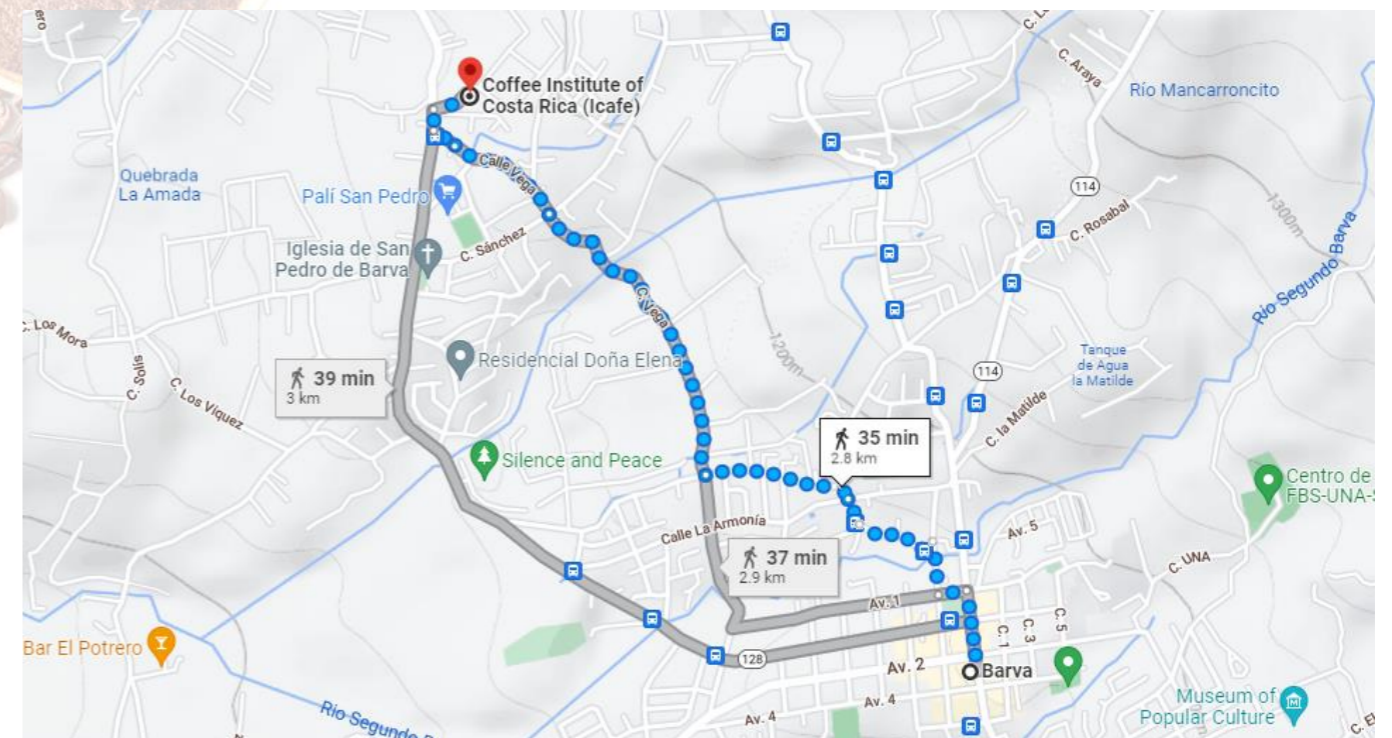 Coffee Institute of
Costa Rica (Icafe)
C. Araya
Río Mancarroncito
Quebrada
La Amada
Calle Vega
Palí San Pedro
114
C. Rosabal
1300m
C. Sánchez
Iglesia de San
Pedro de Barva
Río Segundo Barva
C. Vega
C. Los Mora
1200m
Residencial Doña Elena
Tanque
de Agua
la Matilde
39 min
3 km
C. Solís
C. Los Viquez
114
C. la Matilde
35 min
2.8 km
Silence and Peace
Centro de
FBS-UNA-S
Calle La Armonía
Av. 5
37 min
2.9 km
C. UNA
Av. 1
C. 1
C. 3
C. 5
Bar El Potrero
128
Av. 2
Barva
Av. 4
Av. 4
Museum of
Popular Culture
Rio Segundo